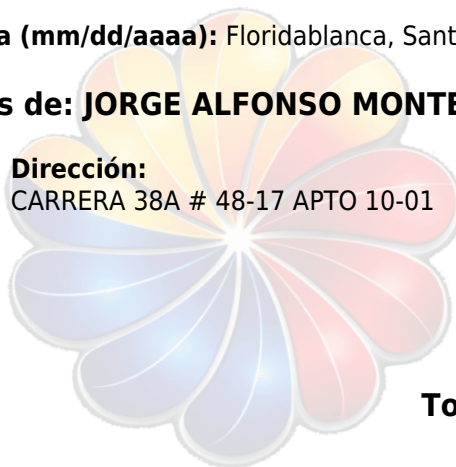 a (mm/dd/aaaa): Floridablanca, Sant
s de: JORGE ALFONSO MONTE
Dirección:
CARRERA 38A # 48-17 APTO 10-01
To